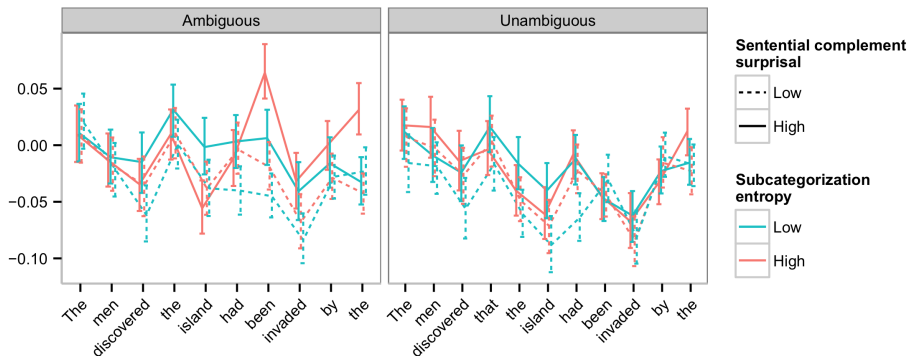 Ambiguous
Unambiguous
0.05
0.00
−0.05
−0.10
The
men
discovered
the
island
had
been
invaded
by
the
The
men
discovered
that
the
island
had
been
invaded
by
the
Sentential complement
surprisal
Low
High
Subcategorization
entropy
Low
High